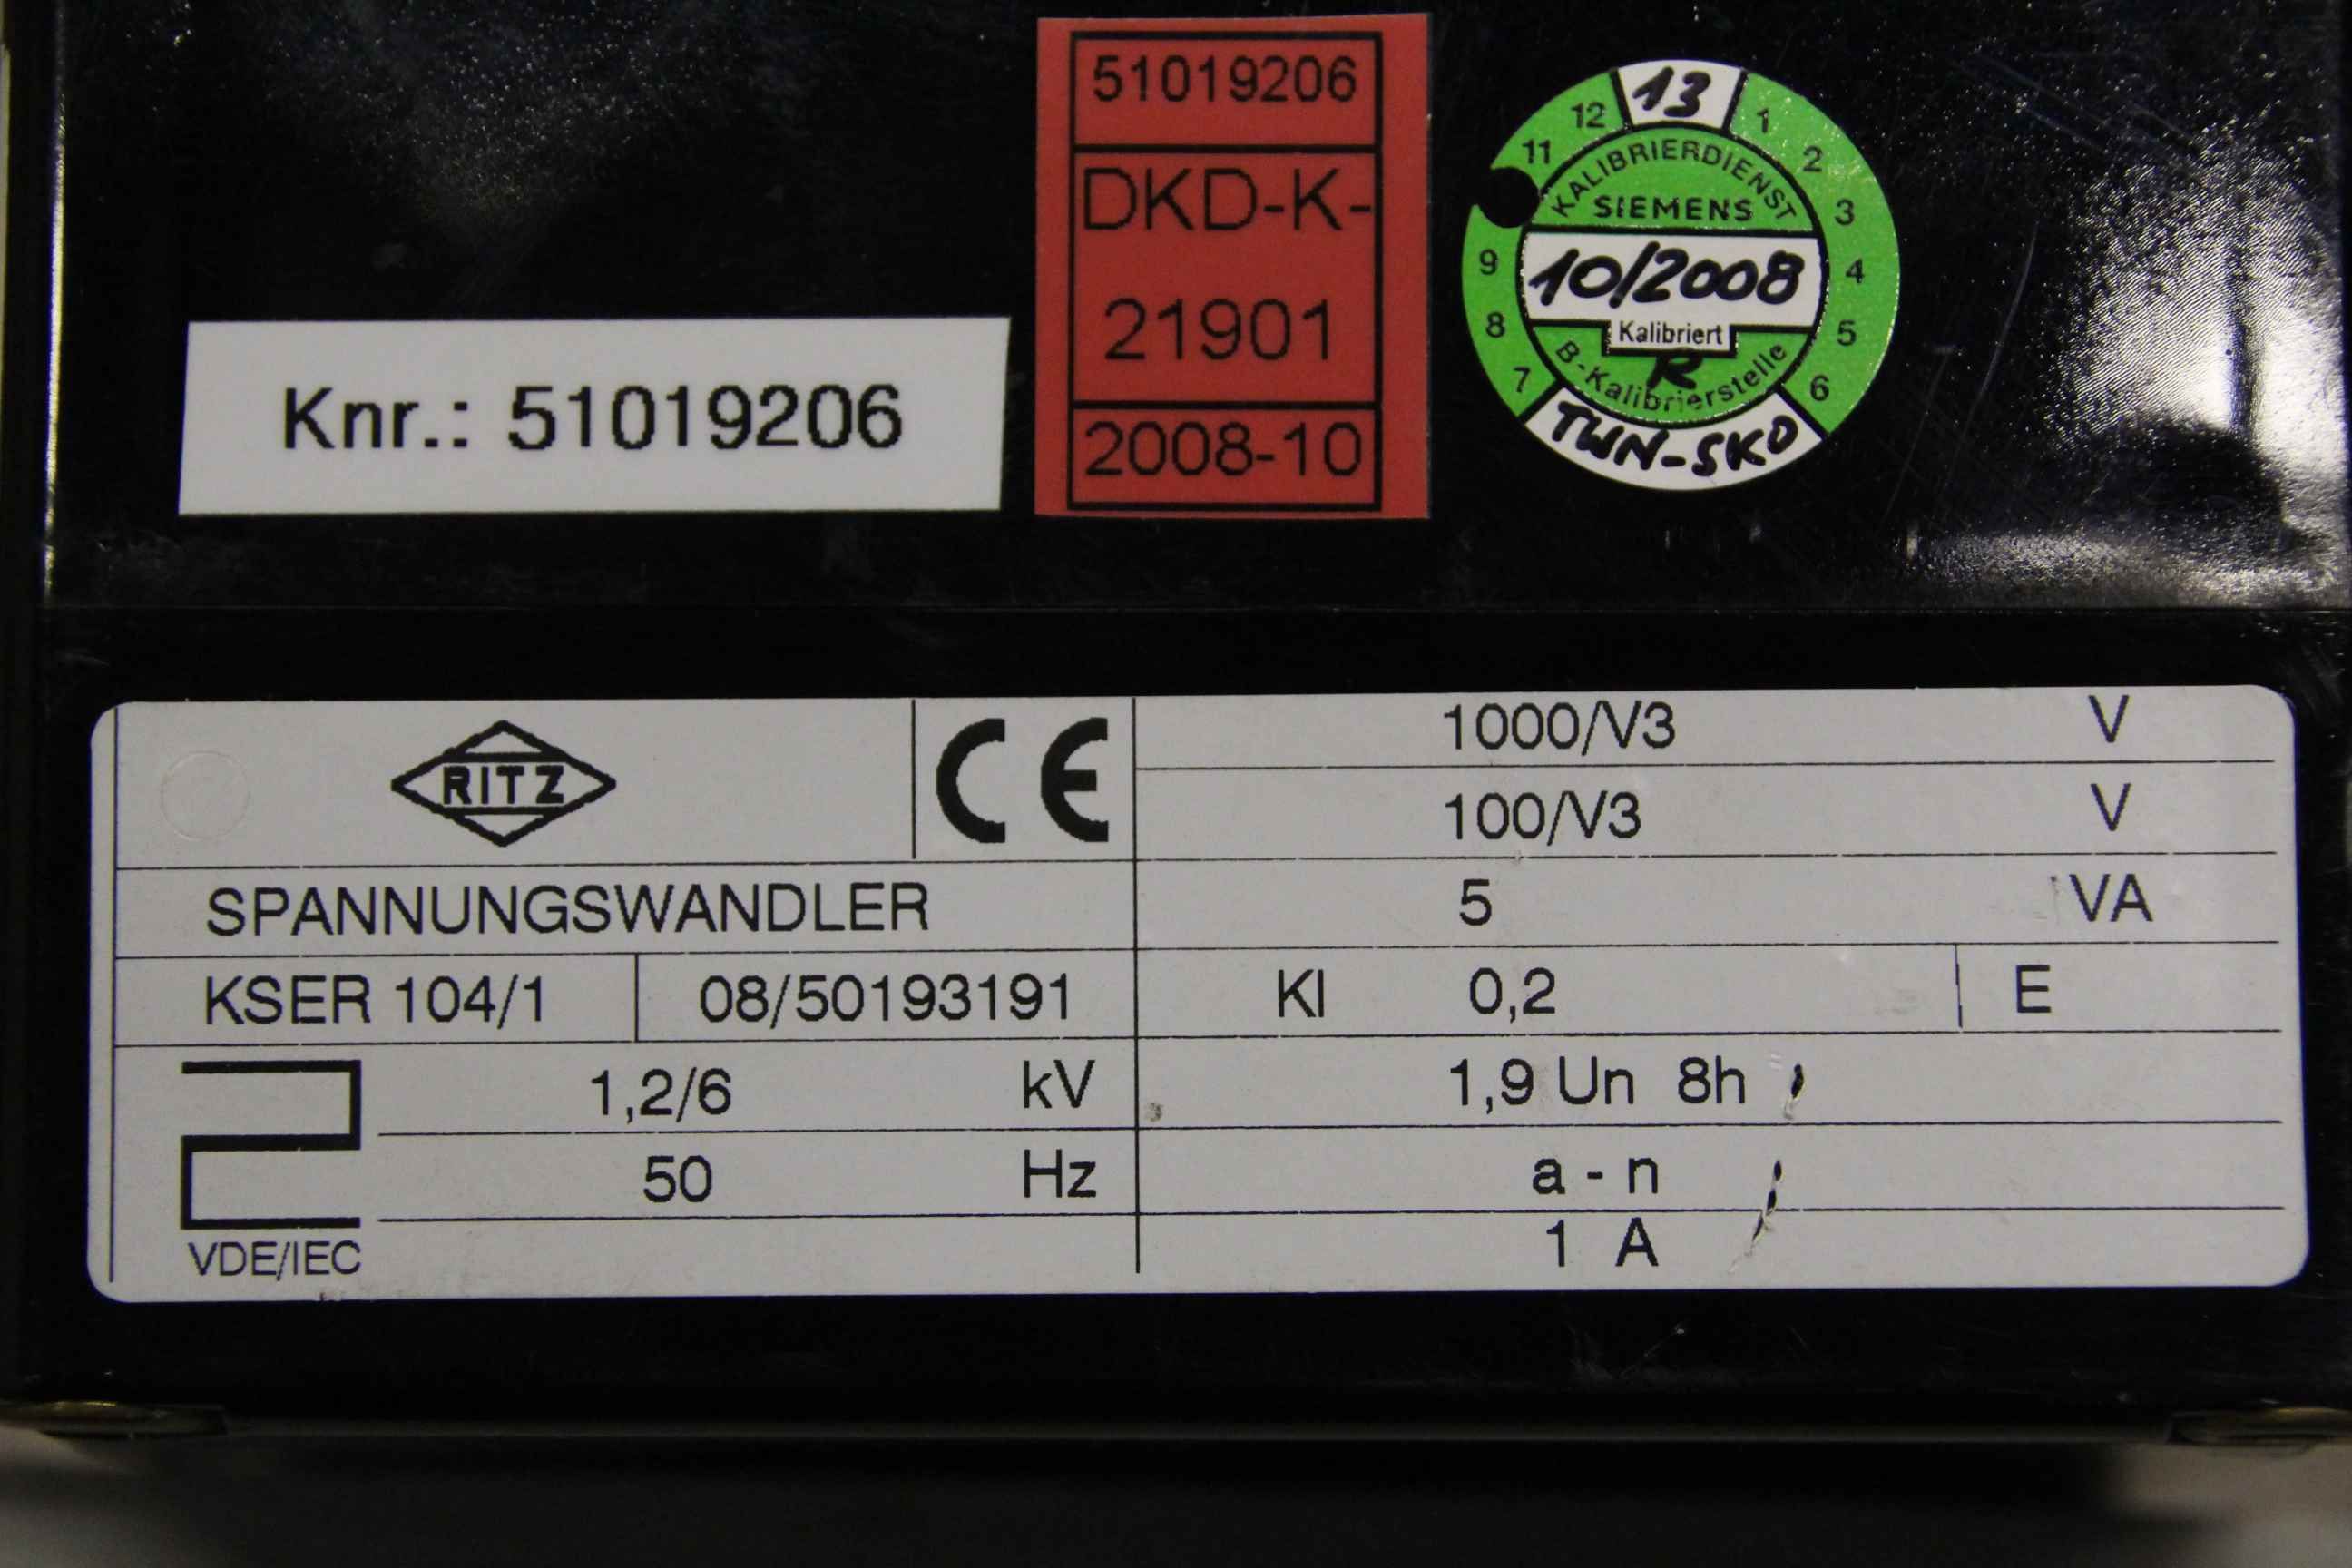 51019206
DKD-K-
21901
2008-10
Knr.: 51019206
13
12 1
11 2
3
9 4
8 5
7 6
KALIBRIERDIENST
SIEMENS
10/2008
Kalibriert
R
B-Kalibrierstelle
TWN-SKD
RITZ
CE
1000/V3 V
100/V3 V
SPANNUNGSWANDLER
5 VA
KSER 104/1 08/50193191
Kl 0,2 E
1,2/6 kV
1,9 Un 8h
50 Hz
a - n
1 A
VDE/IEC